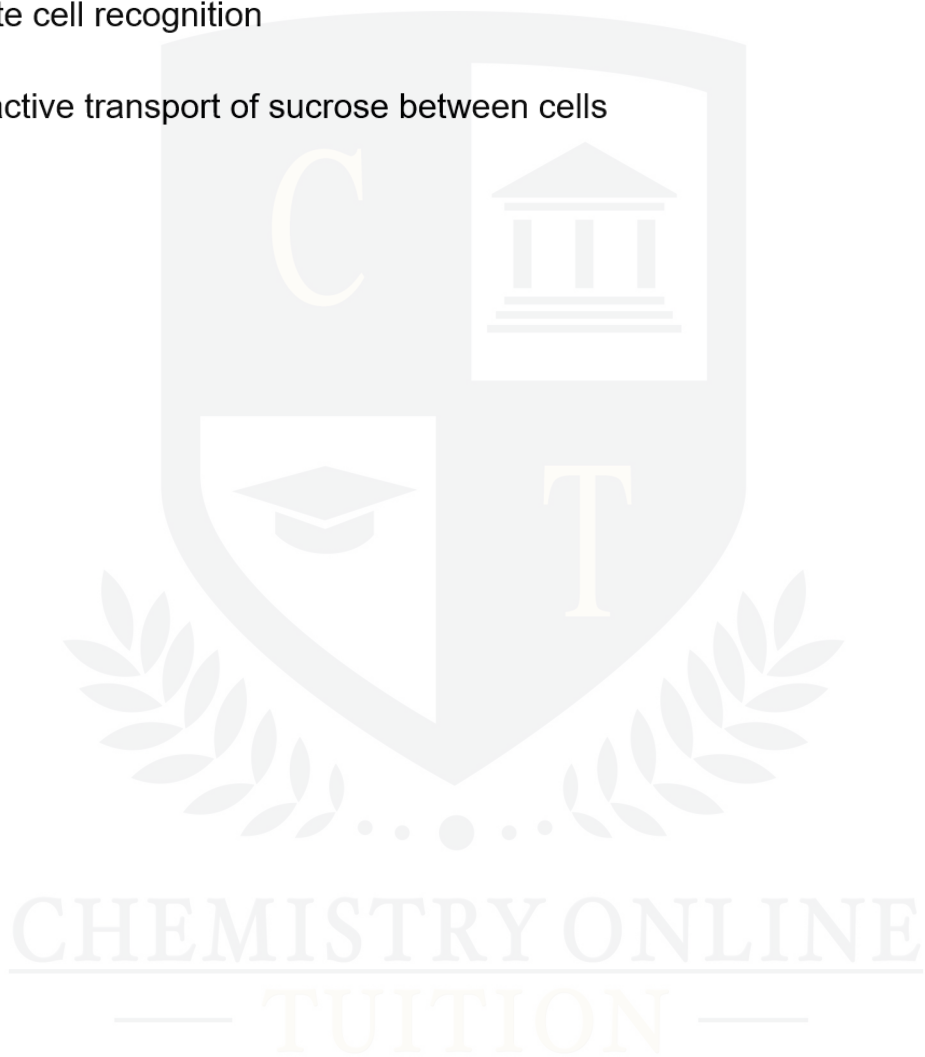 te cell recognition
active transport of sucrose between cells
C
T
CHEMISTRY ONLINE
TUITION